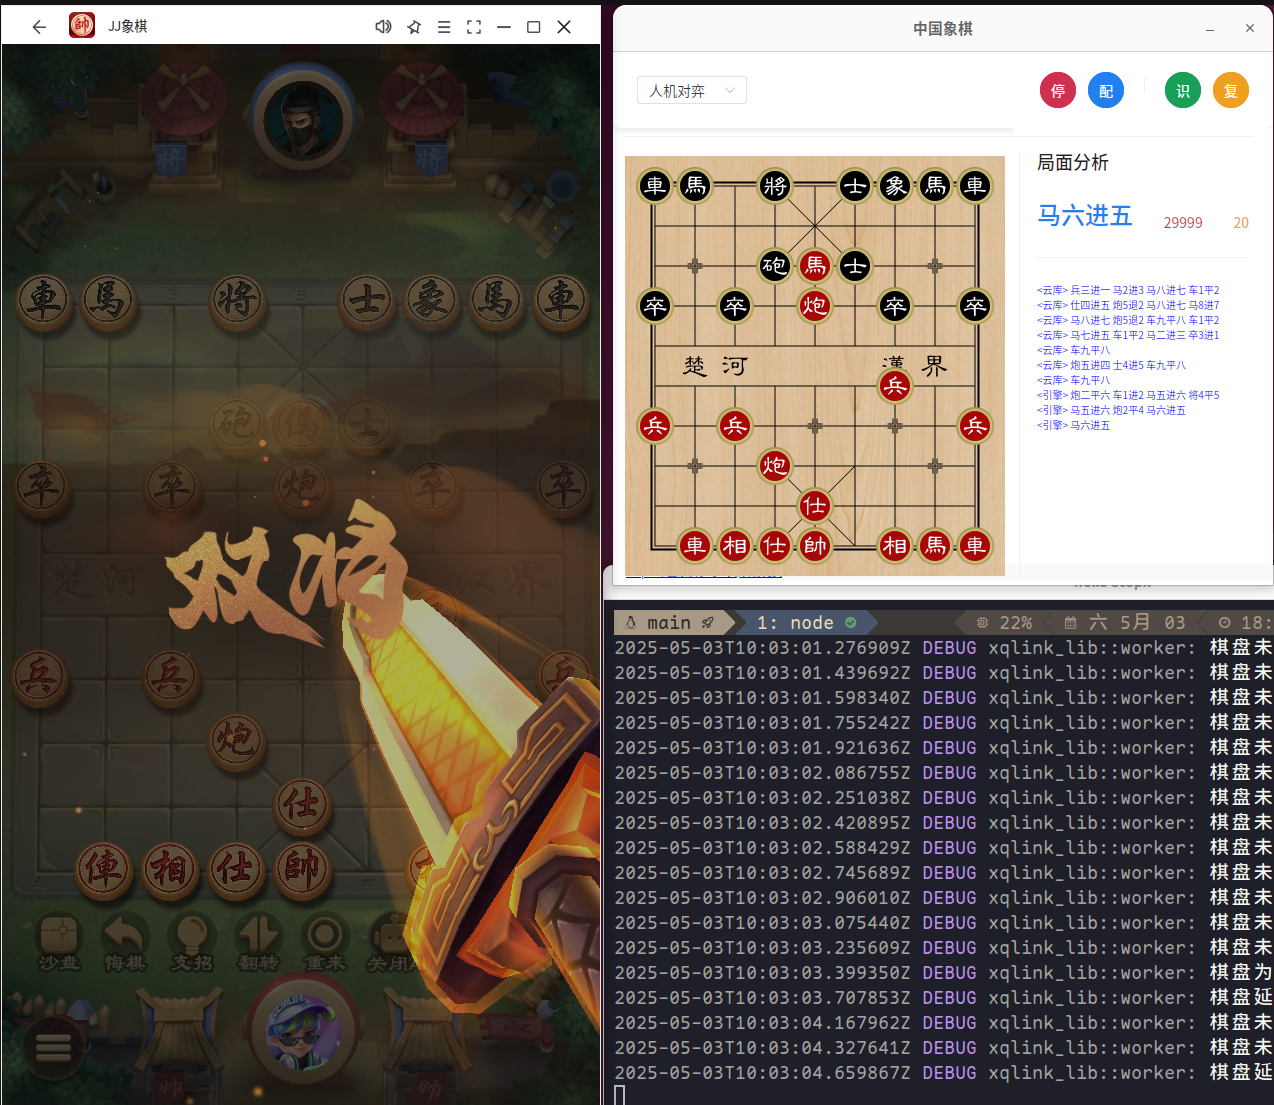 JJ象棋
将
将
車
馬
3
将
5
士
象
馬
車
砲
傌
士
卒
卒
炮
卒
卒
楚河
汉界
双将
兵
兵
兵
炮
仕
俥
相
仕
帥
九
四
沙盘
悔棋
支招
翻转
重来
关闭
帅
帅
中国象棋
人机对弈
停
配
识
复
車
馬
將
士
象
馬
車
砲
馬
士
卒
卒
炮
卒
卒
楚河
漢界
兵
兵
兵
兵
炮
仕
車
相
仕
帥
相
馬
車
局面分析
马六进五
29999
20
<云库> 兵三进一 马2进3 马八进七 车1平2
<云库> 仕四进五 炮5退2 马八进七 马8进7
<云库> 马八进七 炮5退2 车九平八 车1平2
<云库> 马七进五 车1平2 马二进三 卒3进1
<云库> 车九平八
<云库> 炮五进四 士4进5 车九平八
<云库> 车九平八
<引擎> 炮二平六 车1进2 马五进六 将4平5
<引擎> 马五进六 炮2平4 马六进五
<引擎> 马六进五
main
1: node
22%
六 5月 03
18:
2025-05-03T10:03:01.276909Z DEBUG xqlink_lib::worker: 棋盘未
2025-05-03T10:03:01.439692Z DEBUG xqlink_lib::worker: 棋盘未
2025-05-03T10:03:01.598340Z DEBUG xqlink_lib::worker: 棋盘未
2025-05-03T10:03:01.755242Z DEBUG xqlink_lib::worker: 棋盘未
2025-05-03T10:03:01.921636Z DEBUG xqlink_lib::worker: 棋盘未
2025-05-03T10:03:02.086755Z DEBUG xqlink_lib::worker: 棋盘未
2025-05-03T10:03:02.251038Z DEBUG xqlink_lib::worker: 棋盘未
2025-05-03T10:03:02.420895Z DEBUG xqlink_lib::worker: 棋盘未
2025-05-03T10:03:02.588429Z DEBUG xqlink_lib::worker: 棋盘未
2025-05-03T10:03:02.745689Z DEBUG xqlink_lib::worker: 棋盘未
2025-05-03T10:03:02.906010Z DEBUG xqlink_lib::worker: 棋盘未
2025-05-03T10:03:03.075440Z DEBUG xqlink_lib::worker: 棋盘未
2025-05-03T10:03:03.235609Z DEBUG xqlink_lib::worker: 棋盘未
2025-05-03T10:03:03.399350Z DEBUG xqlink_lib::worker: 棋盘为
2025-05-03T10:03:03.707853Z DEBUG xqlink_lib::worker: 棋盘延
2025-05-03T10:03:04.167962Z DEBUG xqlink_lib::worker: 棋盘未
2025-05-03T10:03:04.327641Z DEBUG xqlink_lib::worker: 棋盘未
2025-05-03T10:03:04.659867Z DEBUG xqlink_lib::worker: 棋盘延